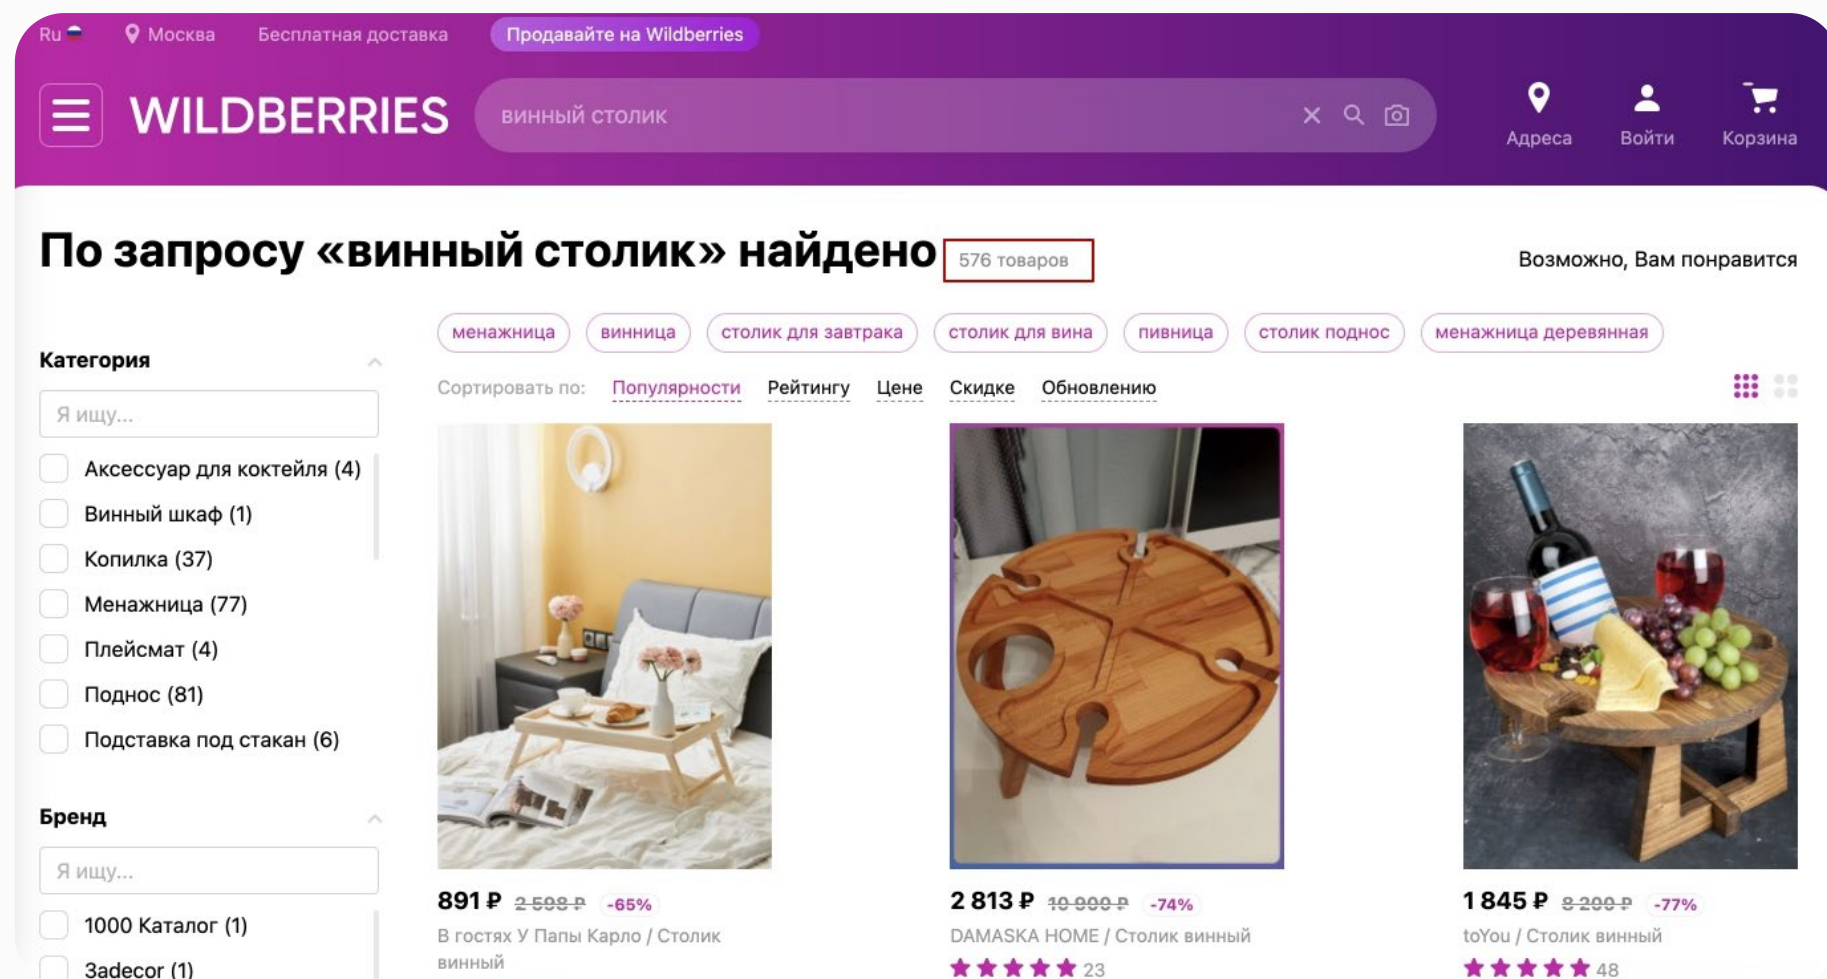 Ru
Москва
Бесплатная доставка
Продавайте на Wildberries
WILDBERRIES
винный столик
Адреса
Войти
Корзина
По запросу «винный столик» найдено 576 товаров
Возможно, Вам понравится
менажница
винница
столик для завтрака
столик для вина
пивница
столик поднос
менажница деревянная
Сортировать по: Популярности Рейтингу Цене Скидке Обновлению
Категория
Я ищу...
Аксессуар для коктейля (4)
Винный шкаф (1)
Копилка (37)
Менажница (77)
Плейсмат (4)
Поднос (81)
Подставка под стакан (6)
Бренд
Я ищу...
1000 Каталог (1)
3adecor (1)
891 ₽ 2 598 ₽ -65%
В гостях У Папы Карло / Столик
винный
2 813 ₽ 10 900 ₽ -74%
DAMASKA HOME / Столик винный
23
1 845 ₽ 8 200 ₽ -77%
toYou / Столик винный
48